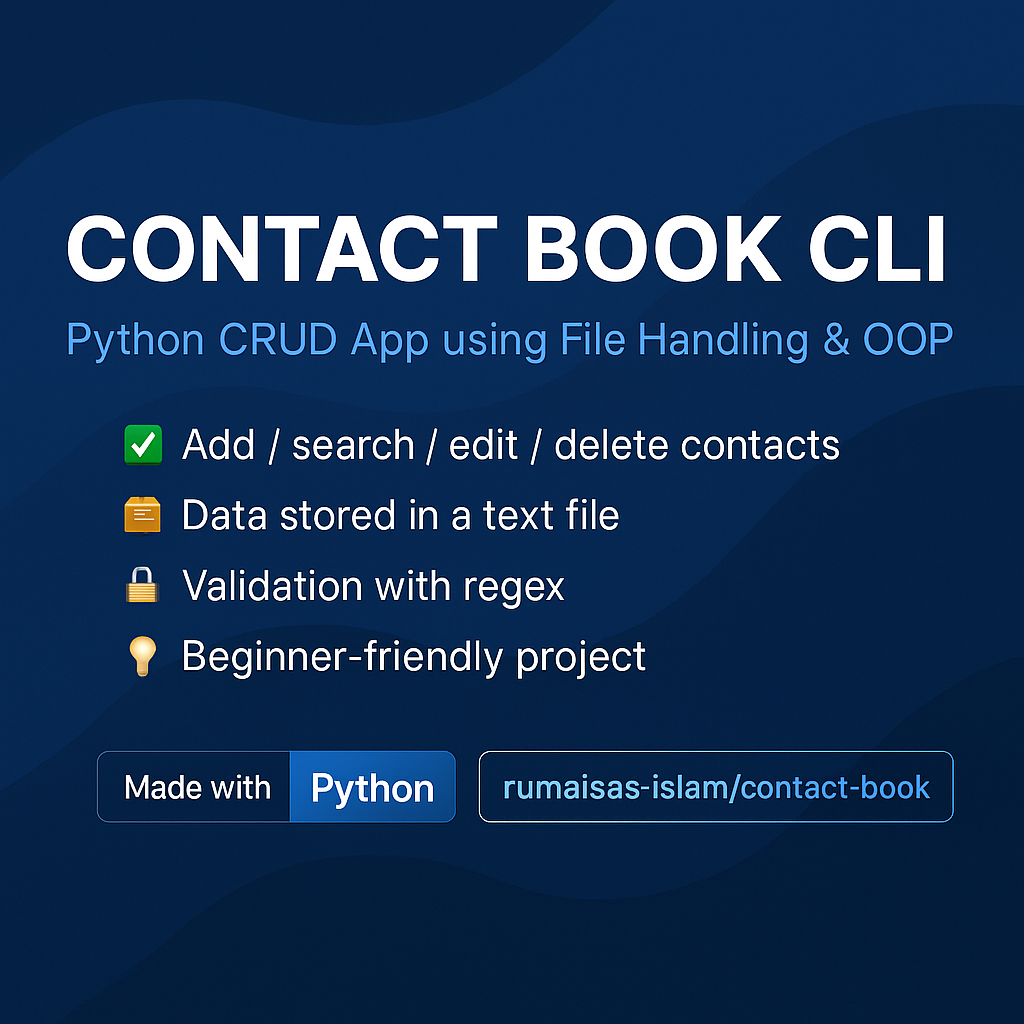 CONTACT BOOK CLI
Python CRUD App using File Handling & OOP
Add / search / edit / delete contacts
Data stored in a text file
Validation with regex
Beginner-friendly project
Made with Python
rumaisas-islam/contact-book